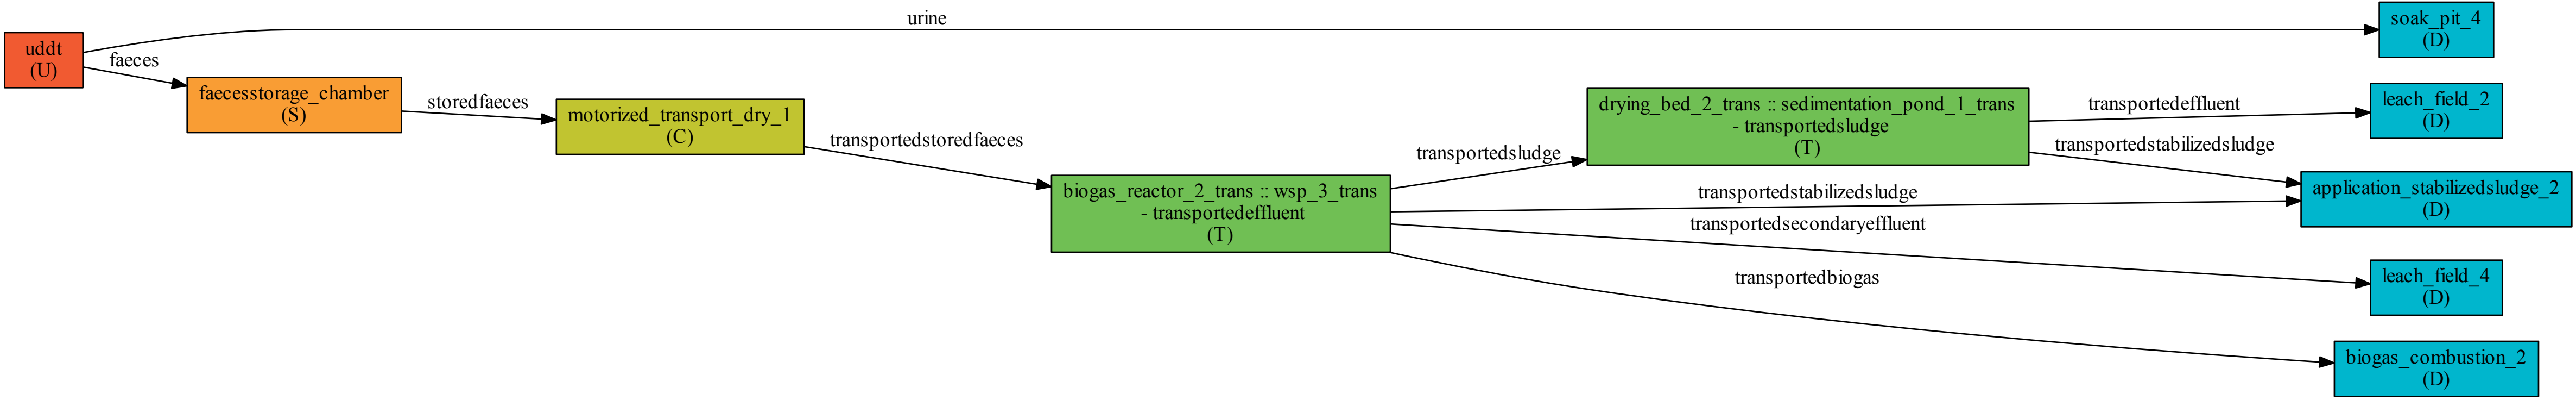 urine
uddt
(U)
faeces
faecesstorage_chamber
(S)
storedfaeces
motorized_transport_dry_1
(C)
transportedstoredfaeces
biogas_reactor_2_trans :: wsp_3_trans
- transportedeffluent
(T)
transportedsludge
drying_bed_2_trans :: sedimentation_pond_1_trans
- transportedsludge
(T)
transportedeffluent
transportedstabilizedsludge
transportedstabilizedsludge
transportedsecondaryeffluent
transportedbiogas
soak_pit_4
(D)
leach_field_2
(D)
application_stabilizedsludge_2
(D)
leach_field_4
(D)
biogas_combustion_2
(D)